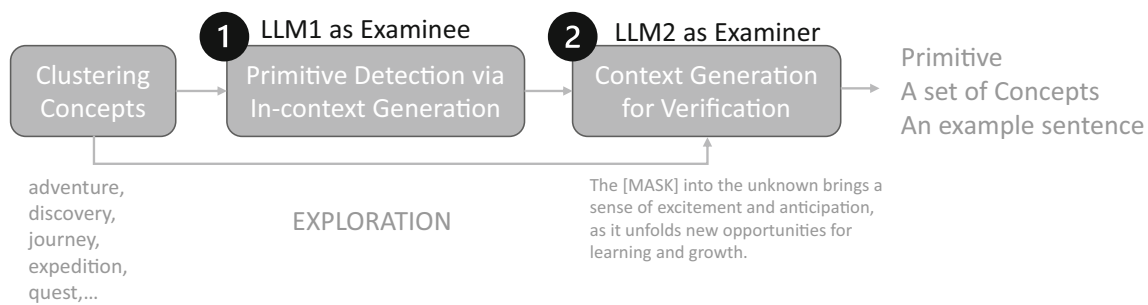 1 LLM1 as Examinee
2 LLM2 as Examiner
Clustering
Concepts
Primitive Detection via
In-context Generation
Context Generation
for Verification
Primitive
A set of Concepts
An example sentence
adventure,
discovery,
journey,
expedition,
quest,...
EXPLORATION
The [MASK] into the unknown brings a
sense of excitement and anticipation,
as it unfolds new opportunities for
learning and growth.